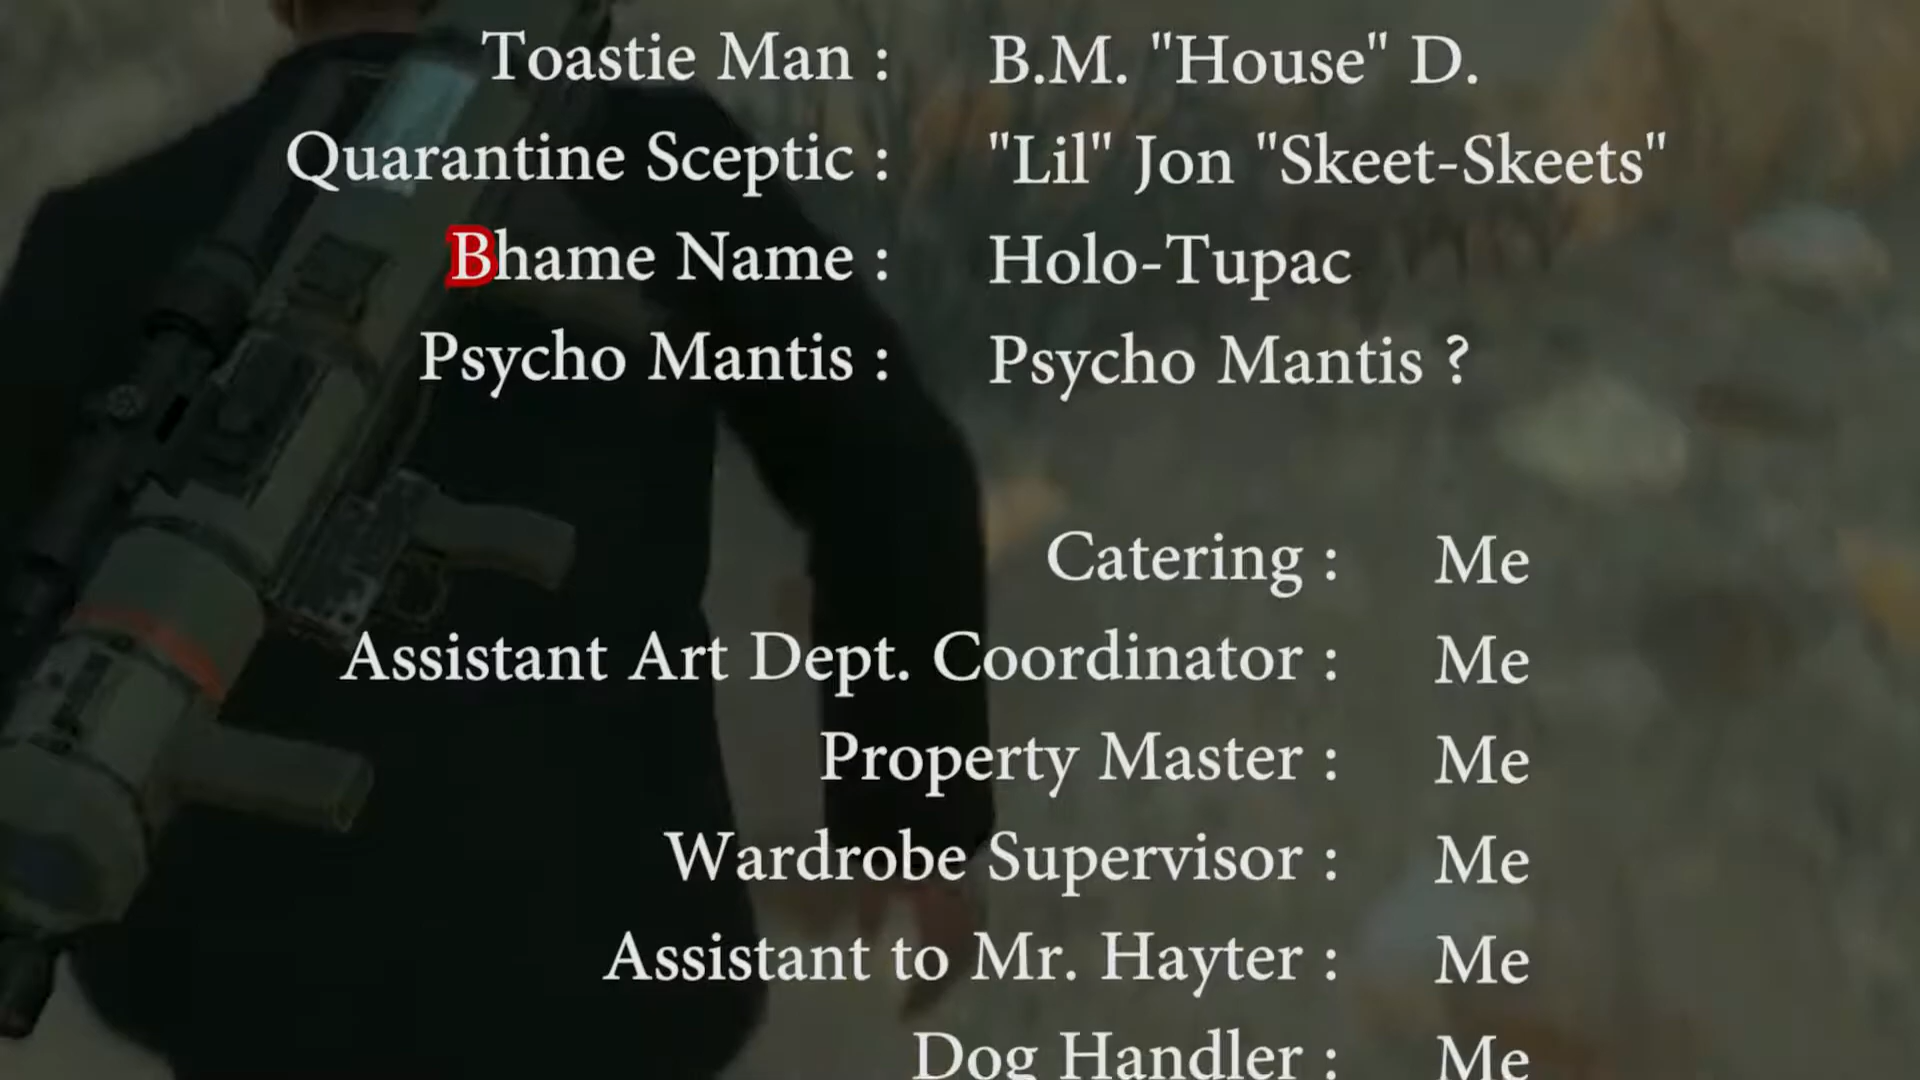 Toastie Man : B.M. "House" D.
Quarantine Sceptic : "Lil" Jon "Skeet-Skeets"
Bhame Name : Holo-Tupac
Psycho Mantis : Psycho Mantis ?
Catering : Me
Assistant Art Dept. Coordinator : Me
Property Master : Me
Wardrobe Supervisor : Me
Assistant to Mr. Hayter : Me
Dog Handler : Me